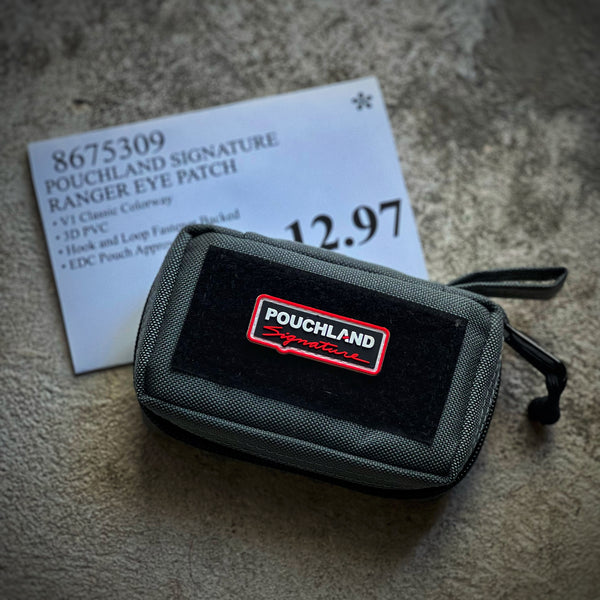 *
8675309
POUCHLAND SIGNATURE
RANGER EYE PATCH
• V1 Classic Colorway
• 3D PVC
• Hook and Loop Fastener Backed
• EDC Pouch
12.97
POUCHLAND
Signature